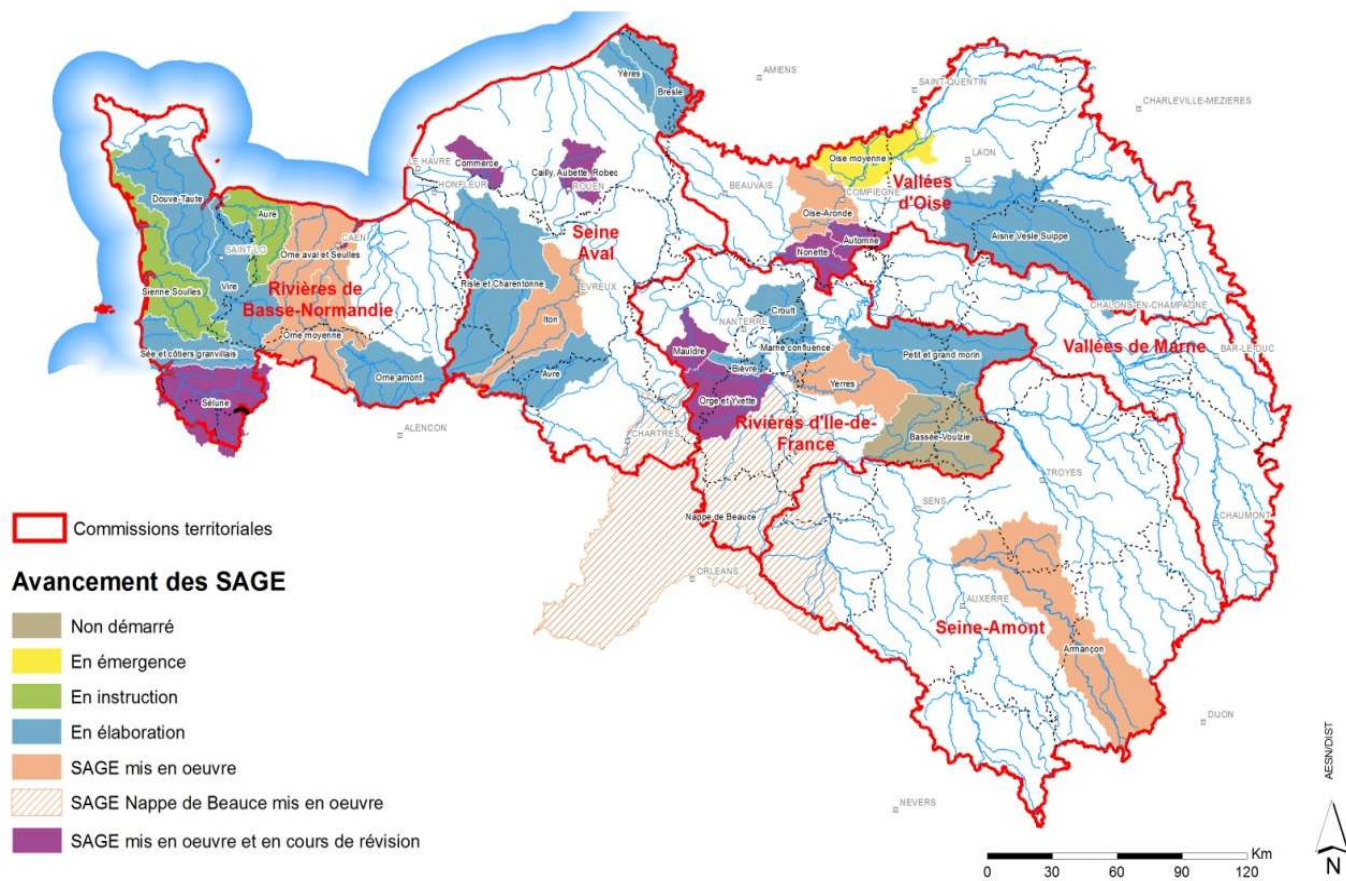 AMIENS
SAINT-QUENTIN
CHARLEVILLE-MEZIERES
Yères
Bresle
LAON
Oise moyenne
Vallées
d'Oise
LE HAVRE
HONFLEUR
Commerce
Cailly, Aubette, Robec
ROUEN
BEAUVAIS
COMPIEGNE
Douve-Taute
Aure
Oise-Aronde
Automne
Nonette
Aisne Vesle Suippe
SAINT-LO
CAEN
Orne aval et Seulles
Seine
Aval
Sienne Soulles
Vire
Rivières de
Basse-Normandie
Risle et Charentonne
EVREUX
Iton
CHALONS-EN-CHAMPAGNE
Croult
NANTERRE
Orne moyenne
Mauldre
Marne confluence
Petit et grand morin
Vallées de Marne
BAR-LE-DUC
Sée et côtiers granvillais
Bièvre
Avre
Orne amont
Yerres
Sélune
Orge et Yvette
Rivières d'Ile-de-
France
Bassée-Voulzie
ALENCON
CHARTRES
TROYES
SENS
CHAUMONT
Nappe de Beauce
ORLEANS
AUXERRE
Seine-Amont
Armançon
DIJON
NEVERS
Commissions territoriales
Avancement des SAGE
Non démarré
En émergence
En instruction
En élaboration
SAGE mis en oeuvre
SAGE Nappe de Beauce mis en oeuvre
SAGE mis en oeuvre et en cours de révision
AESN/DIST
Km
0 30 60 90 120
N